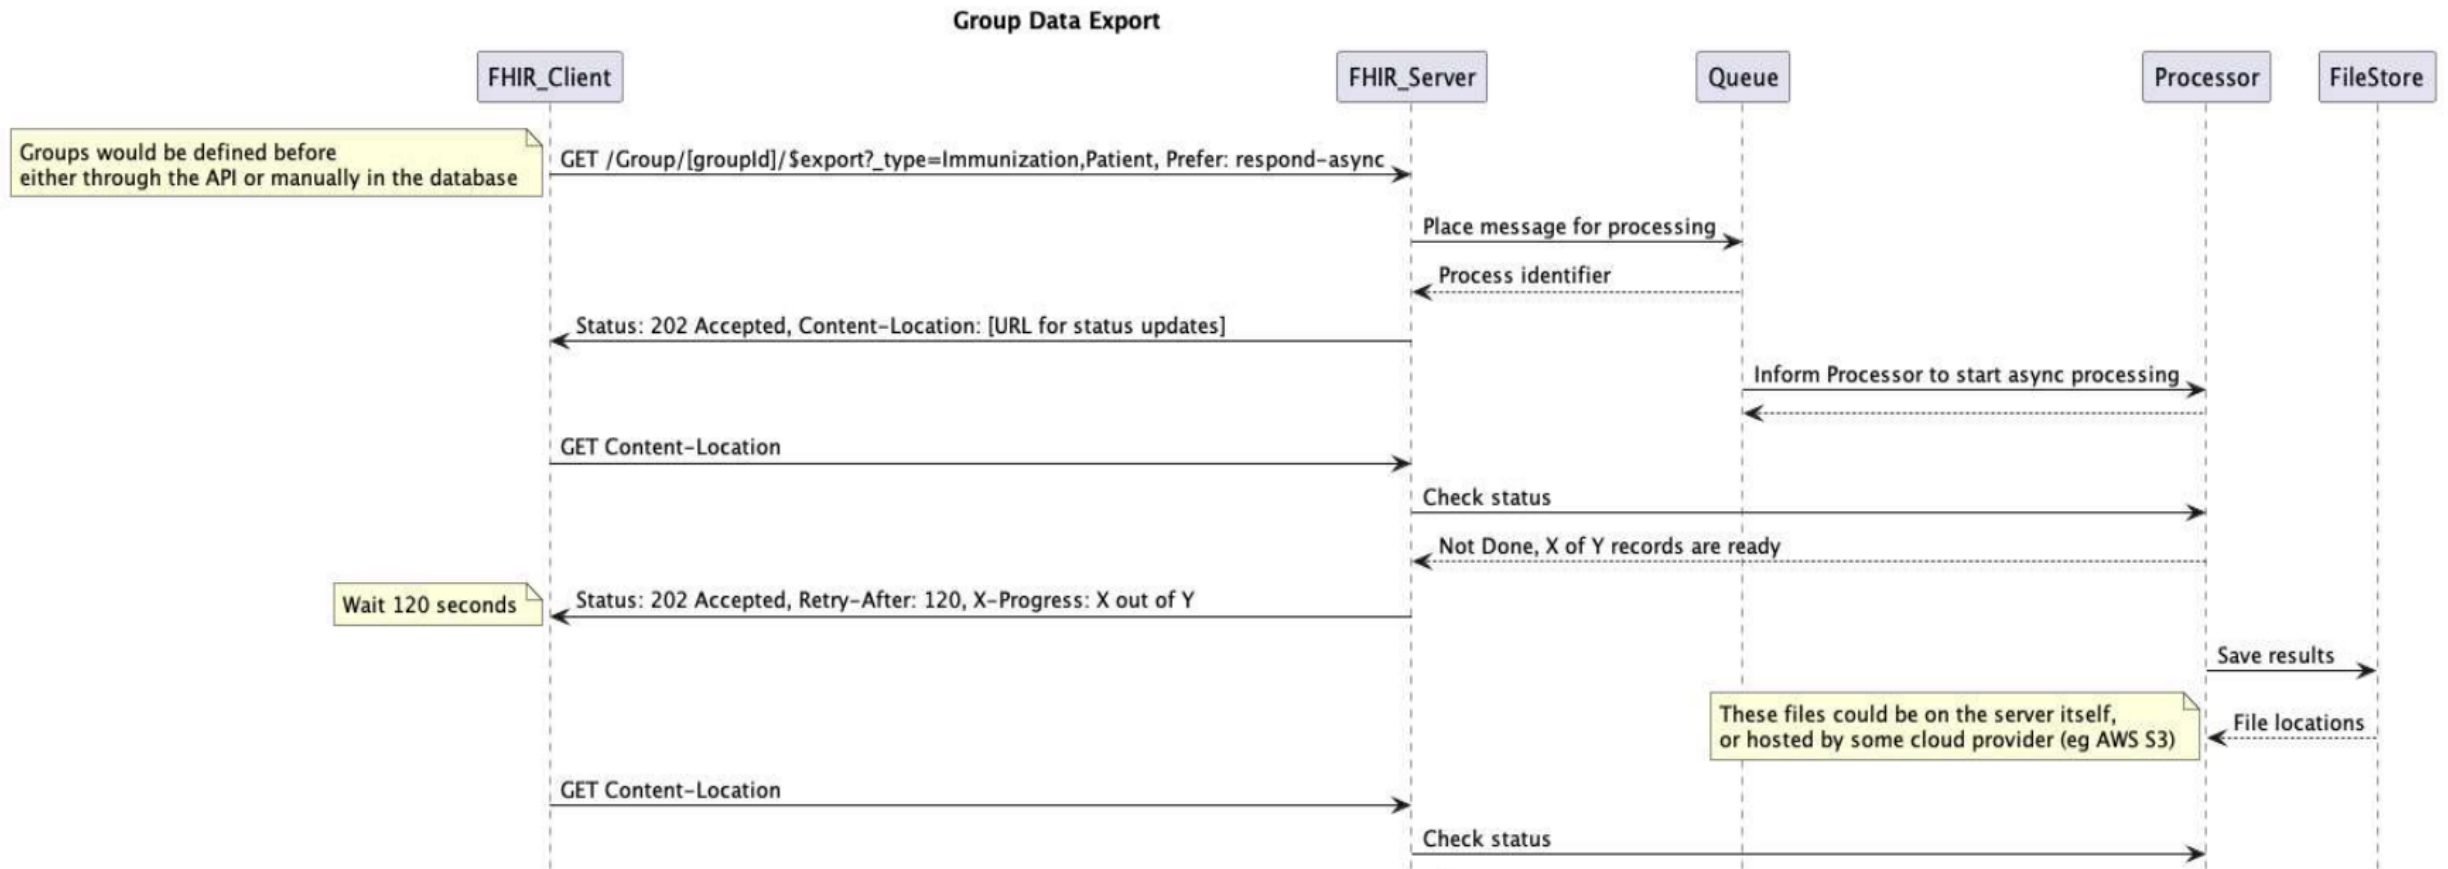 Group Data Export
FHIR_Client
FHIR_Server
Queue
Processor
FileStore
Groups would be defined before
either through the API or manually in the database
GET /Group/[groupId]/$export?_type=Immunization,Patient, Prefer: respond-async
Place message for processing
Process identifier
Status: 202 Accepted, Content-Location: [URL for status updates]
Inform Processor to start async processing
GET Content-Location
Check status
Not Done, X of Y records are ready
Wait 120 seconds
Status: 202 Accepted, Retry-After: 120, X-Progress: X out of Y
Save results
These files could be on the server itself,
or hosted by some cloud provider (eg AWS S3)
File locations
GET Content-Location
Check status